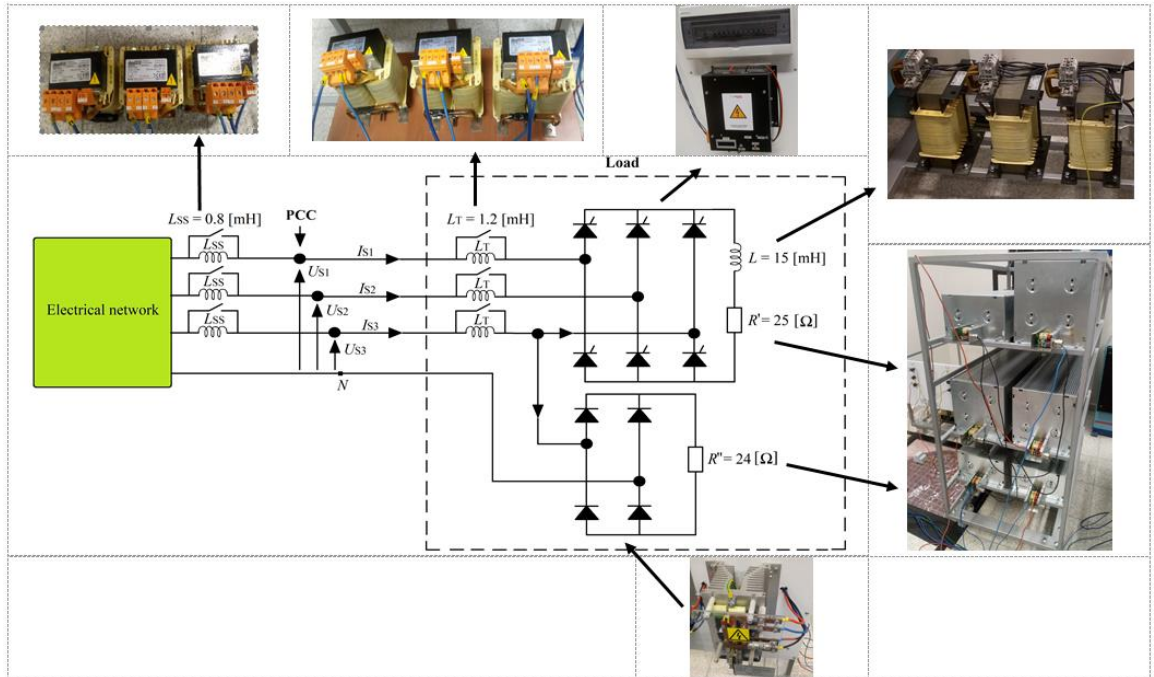 Load
LSS = 0.8 [mH]
PCC
LT = 1.2 [mH]
LSS
IS1
LT
US1
L = 15 [mH]
LSS
IS2
LT
Electrical network
US2
R' = 25 [Ω]
LSS
IS3
LT
US3
N
R" = 24 [Ω]